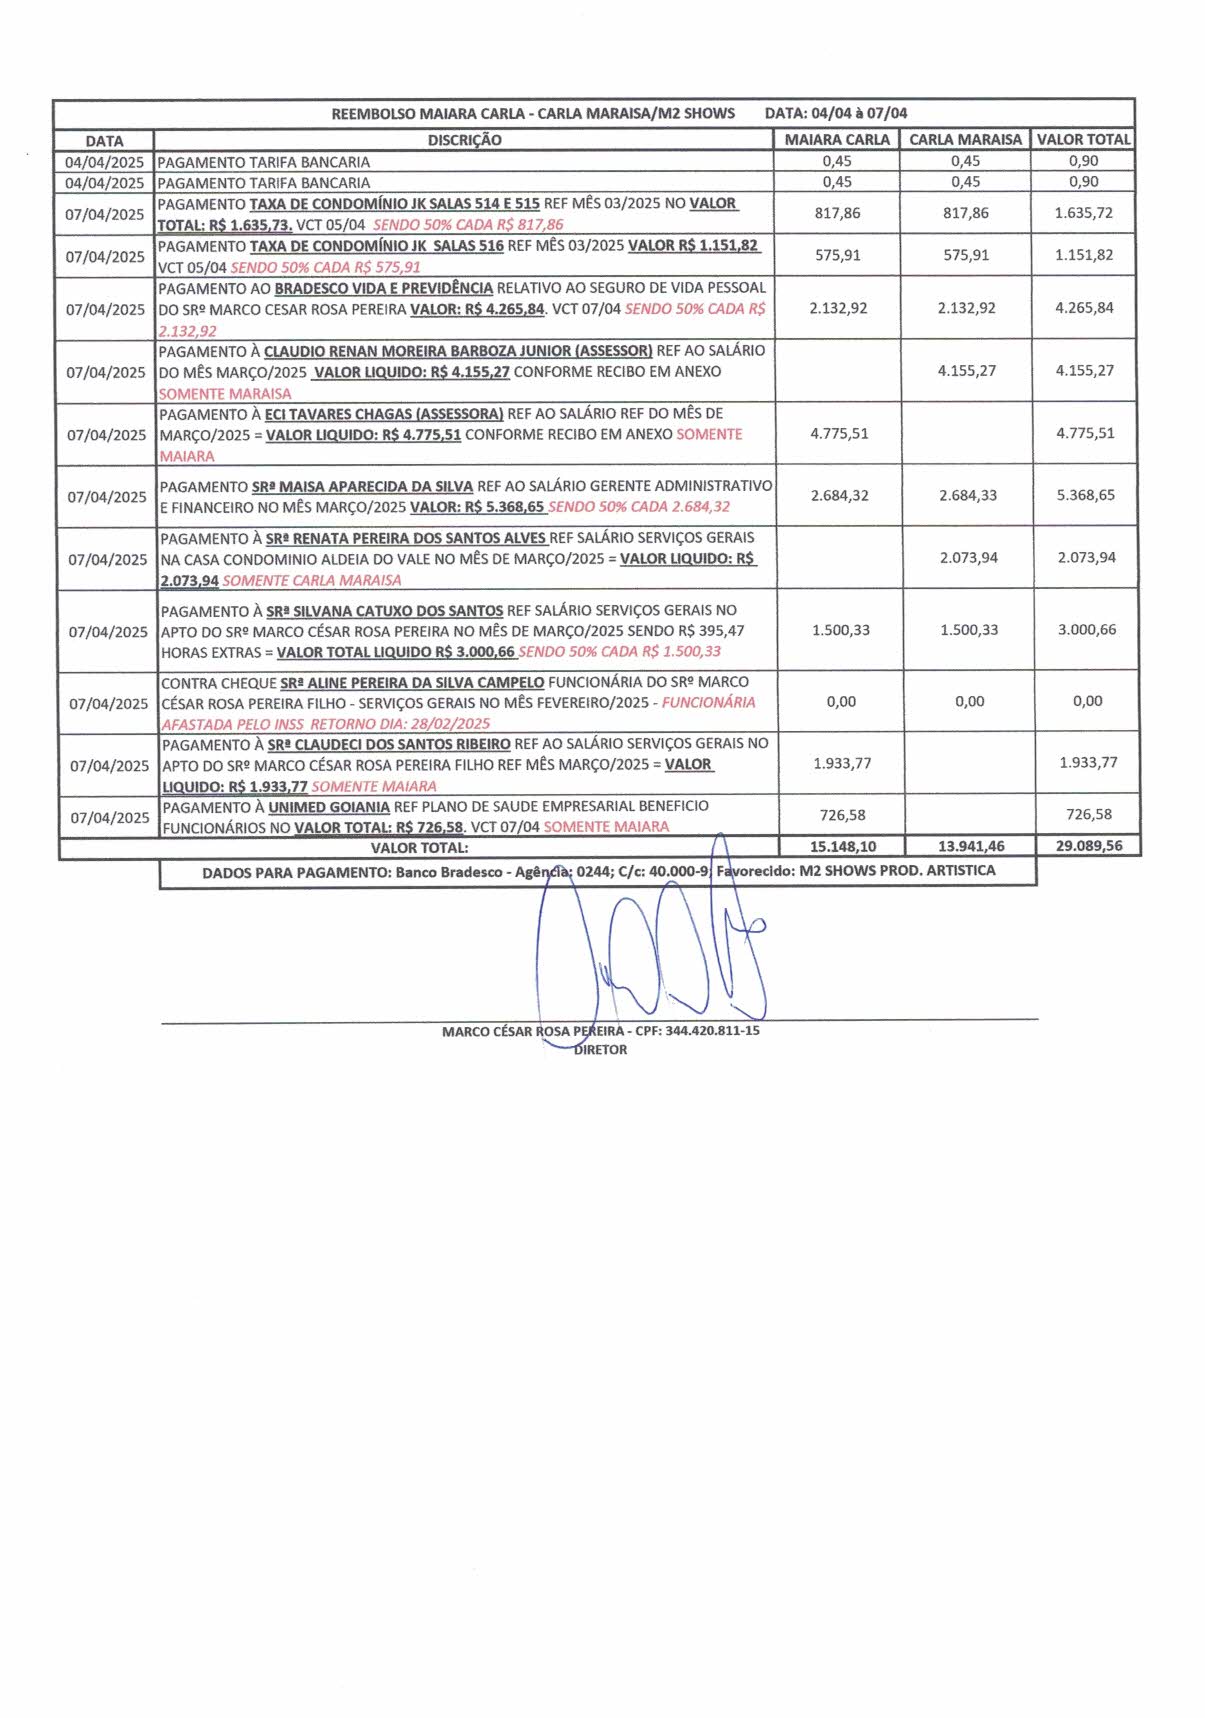 REEMBOLSO MAIARA CARLA - CARLA MARAISA/M2 SHOWS DATA: 04/04 à 07/04
DATA DISCRIÇÃO MAIARA CARLA CARLA MARAISA VALOR TOTAL
04/04/2025 PAGAMENTO TARIFA BANCARIA 0,45 0,45 0,90
04/04/2025 PAGAMENTO TARIFA BANCARIA 0,45 0,45 0,90
PAGAMENTO TAXA DE CONDOMÍNIO JK SALAS 514 E 515 REF MÊS 03/2025 NO VALOR
07/04/2025 TOTAL: R$ 1.635,73. VCT 05/04 SENDO 50% CADA R$ 817,86 817,86 817,86 1.635,72
PAGAMENTO TAXA DE CONDOMÍNIO JK SALAS 516 REF MÊS 03/2025 VALOR R$ 1.151,82
07/04/2025 VCT 05/04 SENDO 50% CADA R$ 575,91 575,91 575,91 1.151,82
PAGAMENTO AO BRADESCO VIDA E PREVIDÊNCIA RELATIVO AO SEGURO DE VIDA PESSOAL
07/04/2025 DO SRº MARCO CESAR ROSA PEREIRA VALOR: R$ 4.265,84. VCT 07/04 SENDO 50% CADA R$ 2.132,92 2.132,92 4.265,84
2.132,92
PAGAMENTO À CLAUDIO RENAN MOREIRA BARBOZA JUNIOR (ASSESSOR) REF AO SALÁRIO
07/04/2025 DO MÊS MARÇO/2025 VALOR LIQUIDO: R$ 4.155,27 CONFORME RECIBO EM ANEXO 4.155,27 4.155,27
SOMENTE MARAISA
PAGAMENTO À ECI TAVARES CHAGAS (ASSESSORA) REF AO SALÁRIO REF DO MÊS DE
07/04/2025 MARÇO/2025 = VALOR LIQUIDO: R$ 4.775,51 CONFORME RECIBO EM ANEXO SOMENTE 4.775,51 4.775,51
MAIARA
PAGAMENTO SRª MAISA APARECIDA DA SILVA REF AO SALÁRIO GERENTE ADMINISTRATIVO
07/04/2025 E FINANCEIRO NO MÊS MARÇO/2025 VALOR: R$ 5.368,65 SENDO 50% CADA 2.684,32 2.684,32 2.684,33 5.368,65
PAGAMENTO À SRª RENATA PEREIRA DOS SANTOS ALVES REF SALÁRIO SERVIÇOS GERAIS
07/04/2025 NA CASA CONDOMINIO ALDEIA DO VALE NO MÊS DE MARÇO/2025 = VALOR LIQUIDO: R$ 2.073,94 2.073,94
2.073,94 SOMENTE CARLA MARAISA
PAGAMENTO À SRª SILVANA CATUXO DOS SANTOS REF SALÁRIO SERVIÇOS GERAIS NO
07/04/2025 APTO DO SRº MARCO CÉSAR ROSA PEREIRA NO MÊS DE MARÇO/2025 SENDO R$ 395,47 1.500,33 1.500,33 3.000,66
HORAS EXTRAS = VALOR TOTAL LIQUIDO R$ 3.000,66 SENDO 50% CADA R$ 1.500,33
CONTRA CHEQUE SRª ALINE PEREIRA DA SILVA CAMPELO FUNCIONÁRIA DO SRº MARCO
07/04/2025 CÉSAR ROSA PEREIRA FILHO - SERVIÇOS GERAIS NO MÊS FEVEREIRO/2025 - FUNCIONÁRIA 0,00 0,00 0,00
AFASTADA PELO INSS RETORNO DIA: 28/02/2025
PAGAMENTO À SRª CLAUDECI DOS SANTOS RIBEIRO REF AO SALÁRIO SERVIÇOS GERAIS NO
07/04/2025 APTO DO SRº MARCO CÉSAR ROSA PEREIRA FILHO REF MÊS MARÇO/2025 = VALOR 1.933,77 1.933,77
LIQUIDO: R$ 1.933,77 SOMENTE MAIARA
PAGAMENTO À UNIMED GOIANIA REF PLANO DE SAUDE EMPRESARIAL BENEFICIO
07/04/2025 FUNCIONÁRIOS NO VALOR TOTAL: R$ 726,58. VCT 07/04 SOMENTE MAIARA 726,58 726,58
VALOR TOTAL: 15.148,10 13.941,46 29.089,56
DADOS PARA PAGAMENTO: Banco Bradesco - Agência: 0244; C/c: 40.000-9; Favorecido: M2 SHOWS PROD. ARTISTICA
MARCO CÉSAR ROSA PEREIRA - CPF: 344.420.811-15
DIRETOR